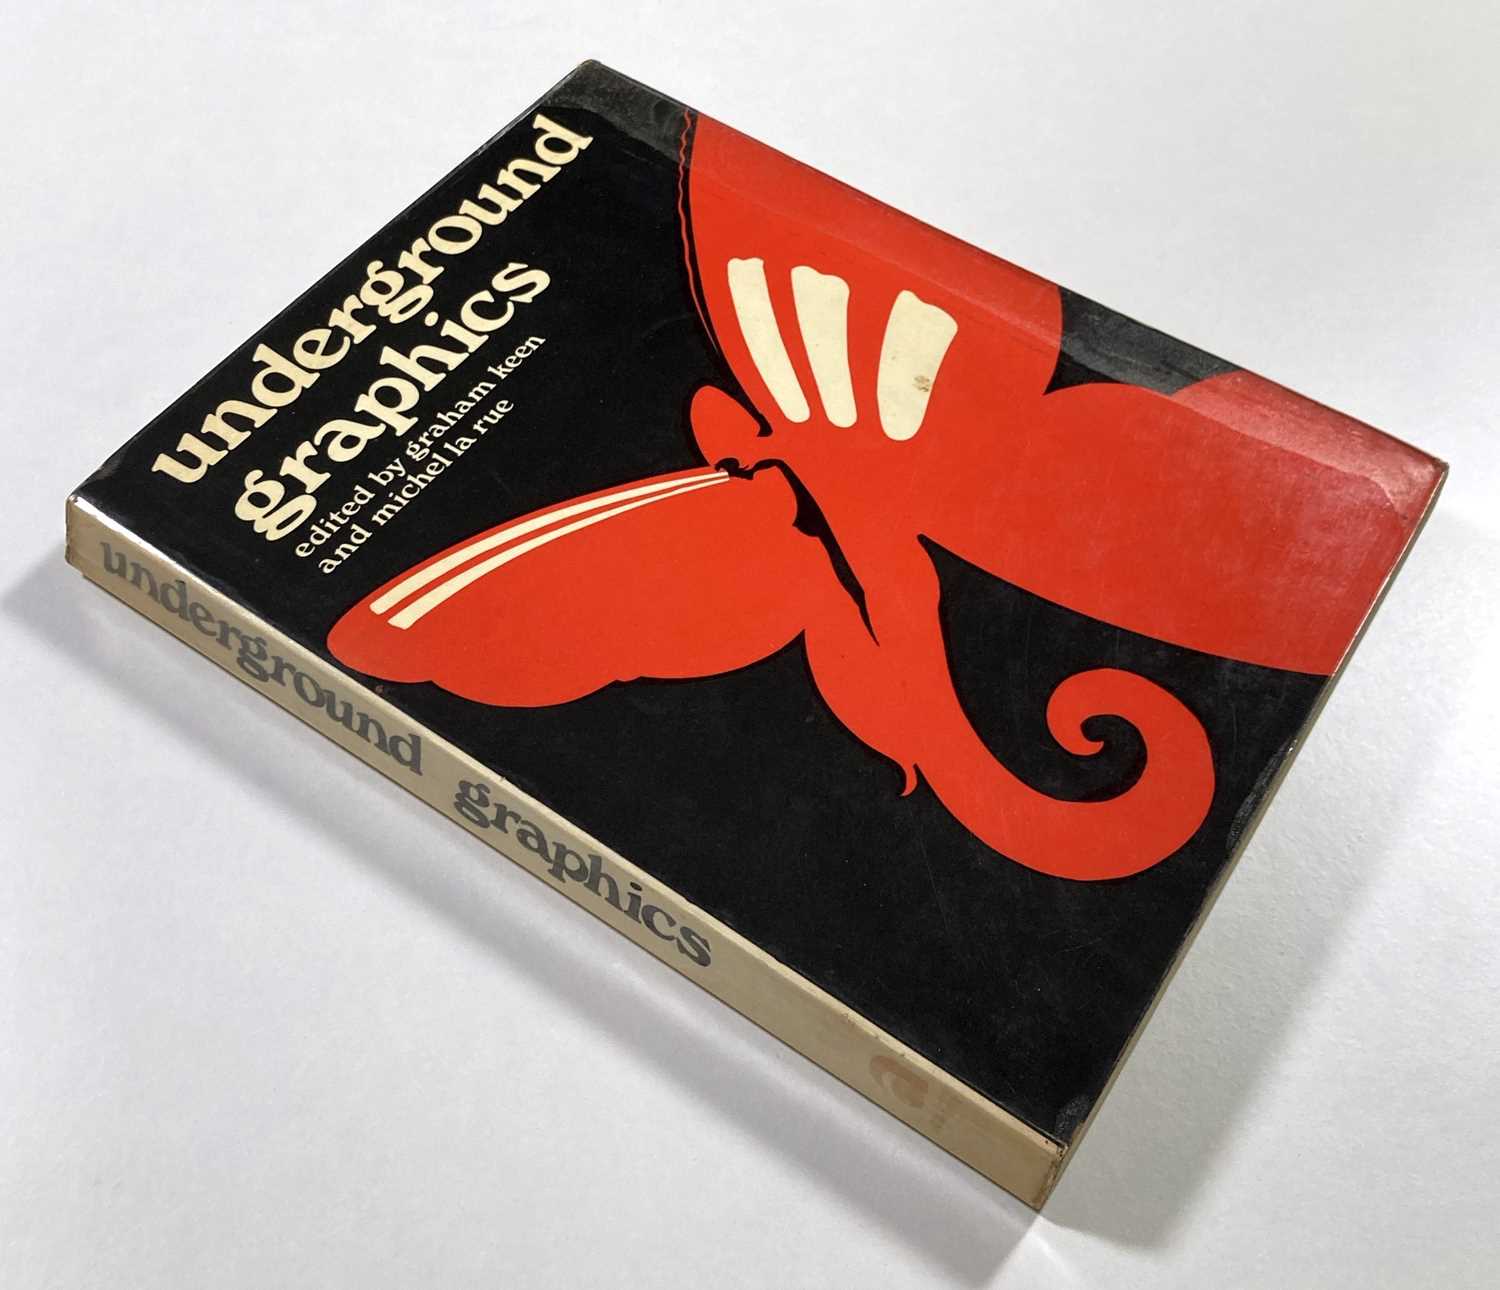 underground
graphics
edited by graham keen
and michel la rue
underground graphics